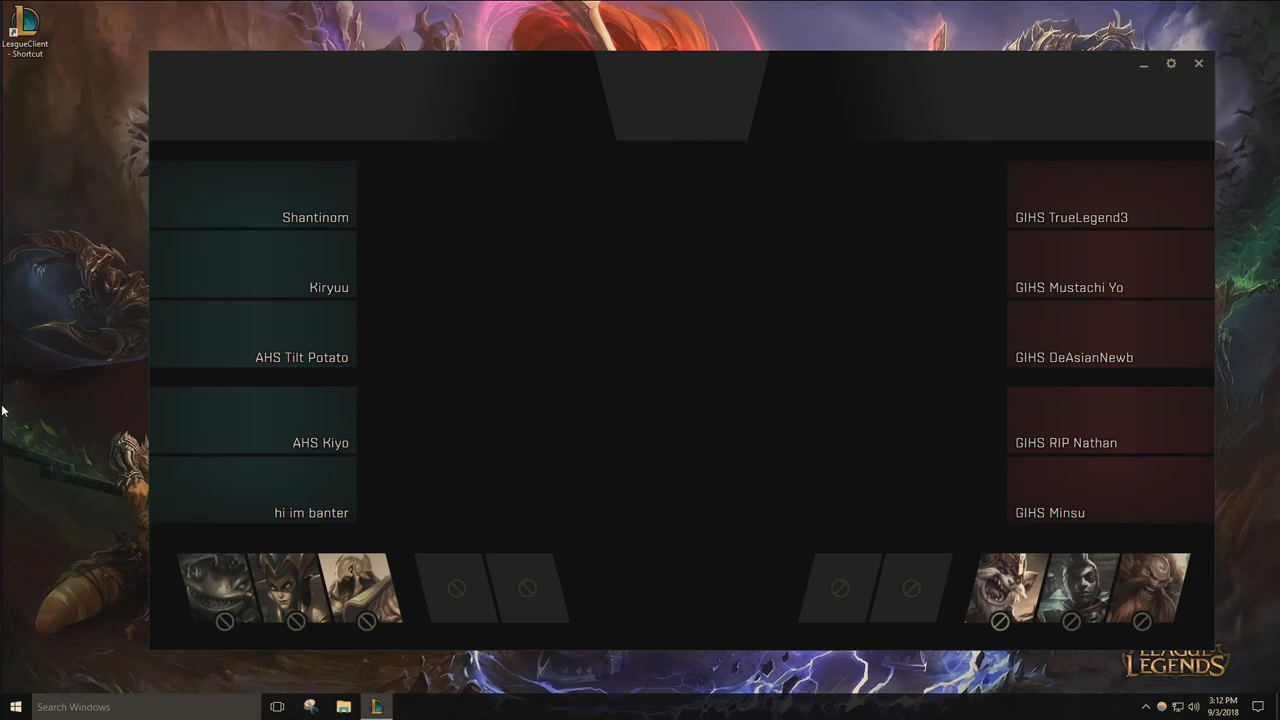 LeagueClient
- Shortcut
Shantinom
Kiryuu
AHS Tilt Potato
AHS Kiyo
hi im banter
GIHS TrueLegend3
GIHS Mustachi Yo
GIHS DeAsianNewb
GIHS RIP Nathan
GIHS Minsu
LEAGUE OF
LEGENDS
Search Windows
3:12 PM
9/3/2018